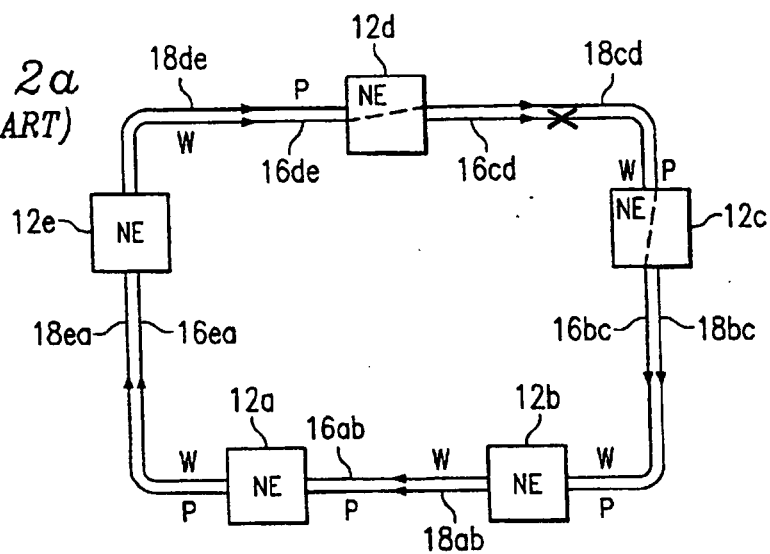 2a
ART)
18de
P
W
16de
12d
NE
18cd
16cd
W P
NE
12c
12e
NE
18ea
16ea
16bc
18bc
12a
NE
W
P
16ab
P
W
18ab
12b
NE
W
P